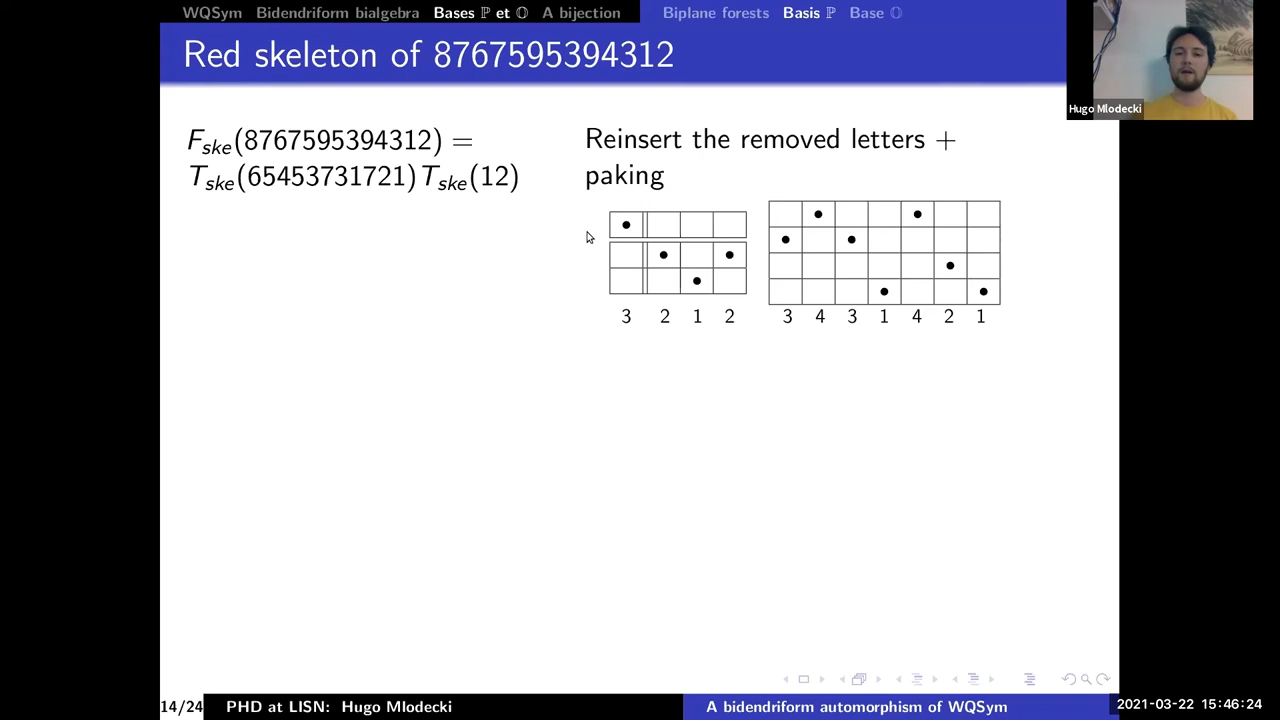 WQSym Bidendriform bialgebra Bases ℙ et 𝕆 A bijection Biplane forests Basis ℙ Base 𝕆
Red skeleton of 8767595394312
Hugo Mlodecki
F_ske(8767595394312) =
T_ske(65453731721)T_ske(12)
Reinsert the removed letters +
paking
3 2 1 2
3 4 3 1 4 2 1
14/24 PHD at LISN: Hugo Mlodecki A bidendriform automorphism of WQSym 2021-03-22 15:46:24